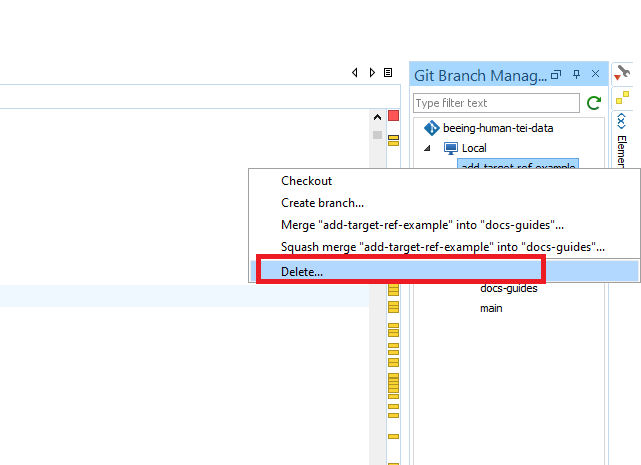 Git Branch Manag...
Type filter text
beeing-human-tei-data
Local
add-target-ref-example
Checkout
Create branch...
Merge "add-target-ref-example" into "docs-guides"...
Squash merge "add-target-ref-example" into "docs-guides"...
Delete...
docs-guides
main
Elemen